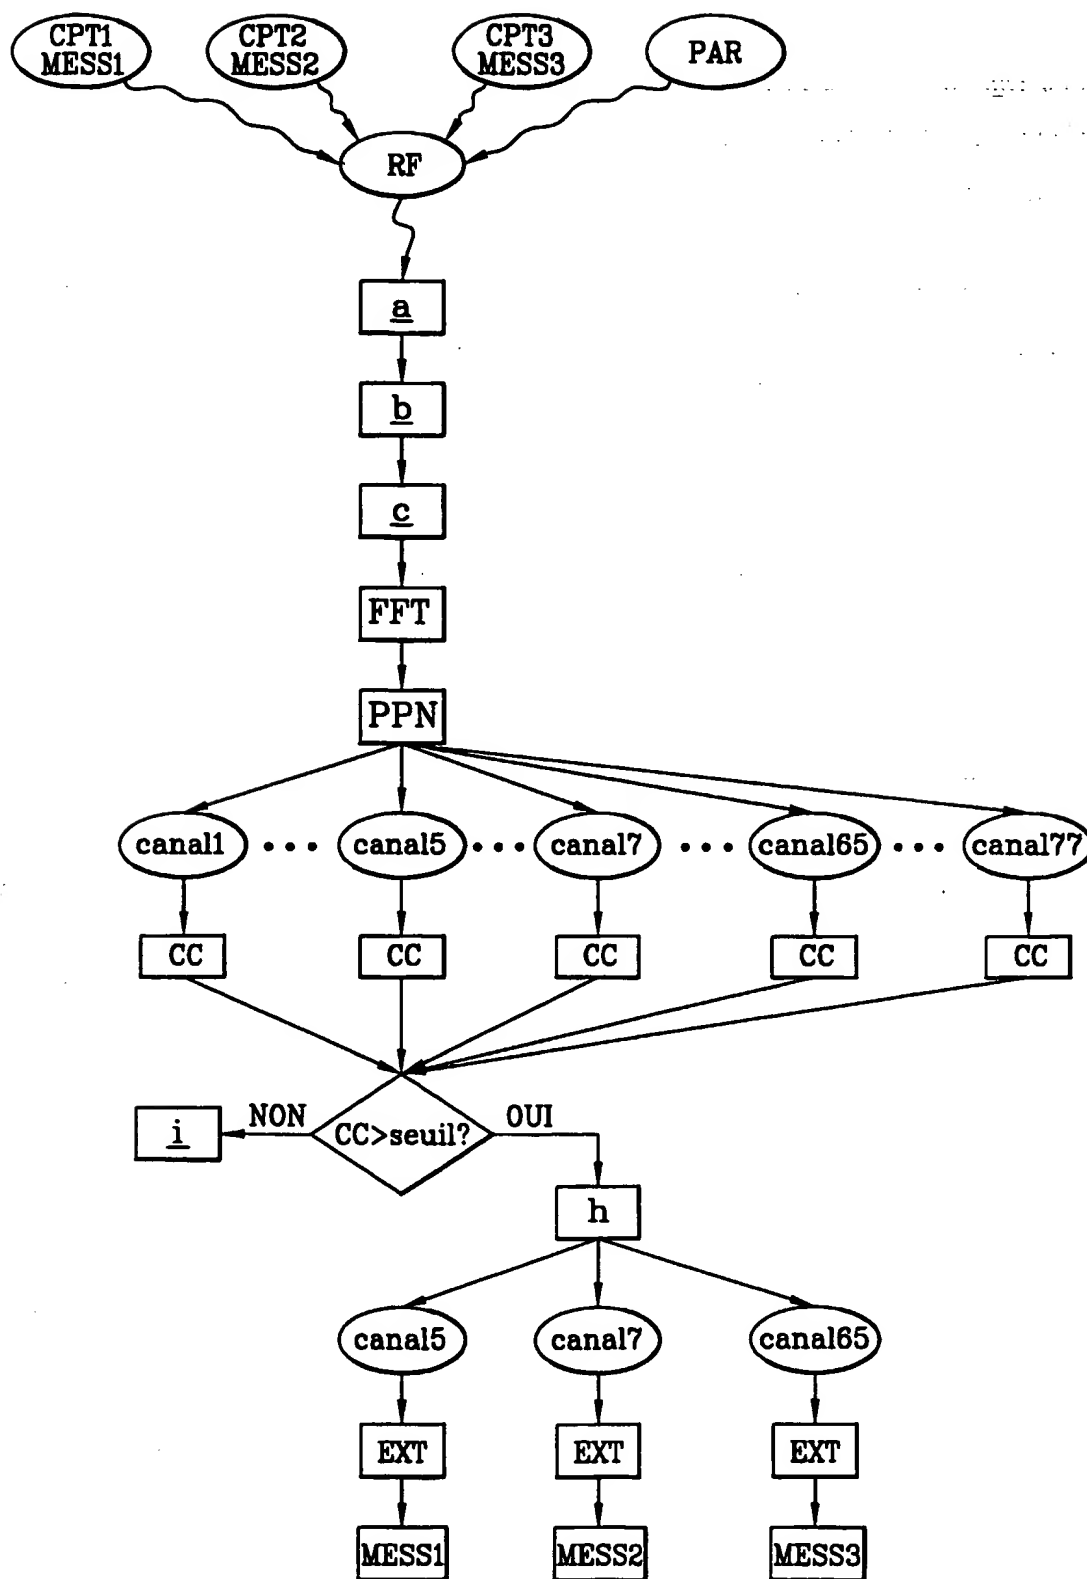 CPT1
MESS1
CPT2
MESS2
CPT3
MESS3
PAR
RF
a
b
c
FFT
PPN
canal1 ••• canal5 ••• canal7 ••• canal65 ••• canal77
CC CC CC CC CC
i
NON
CC>seuil?
OUI
h
canal5 canal7 canal65
EXT EXT EXT
MESS1 MESS2 MESS3